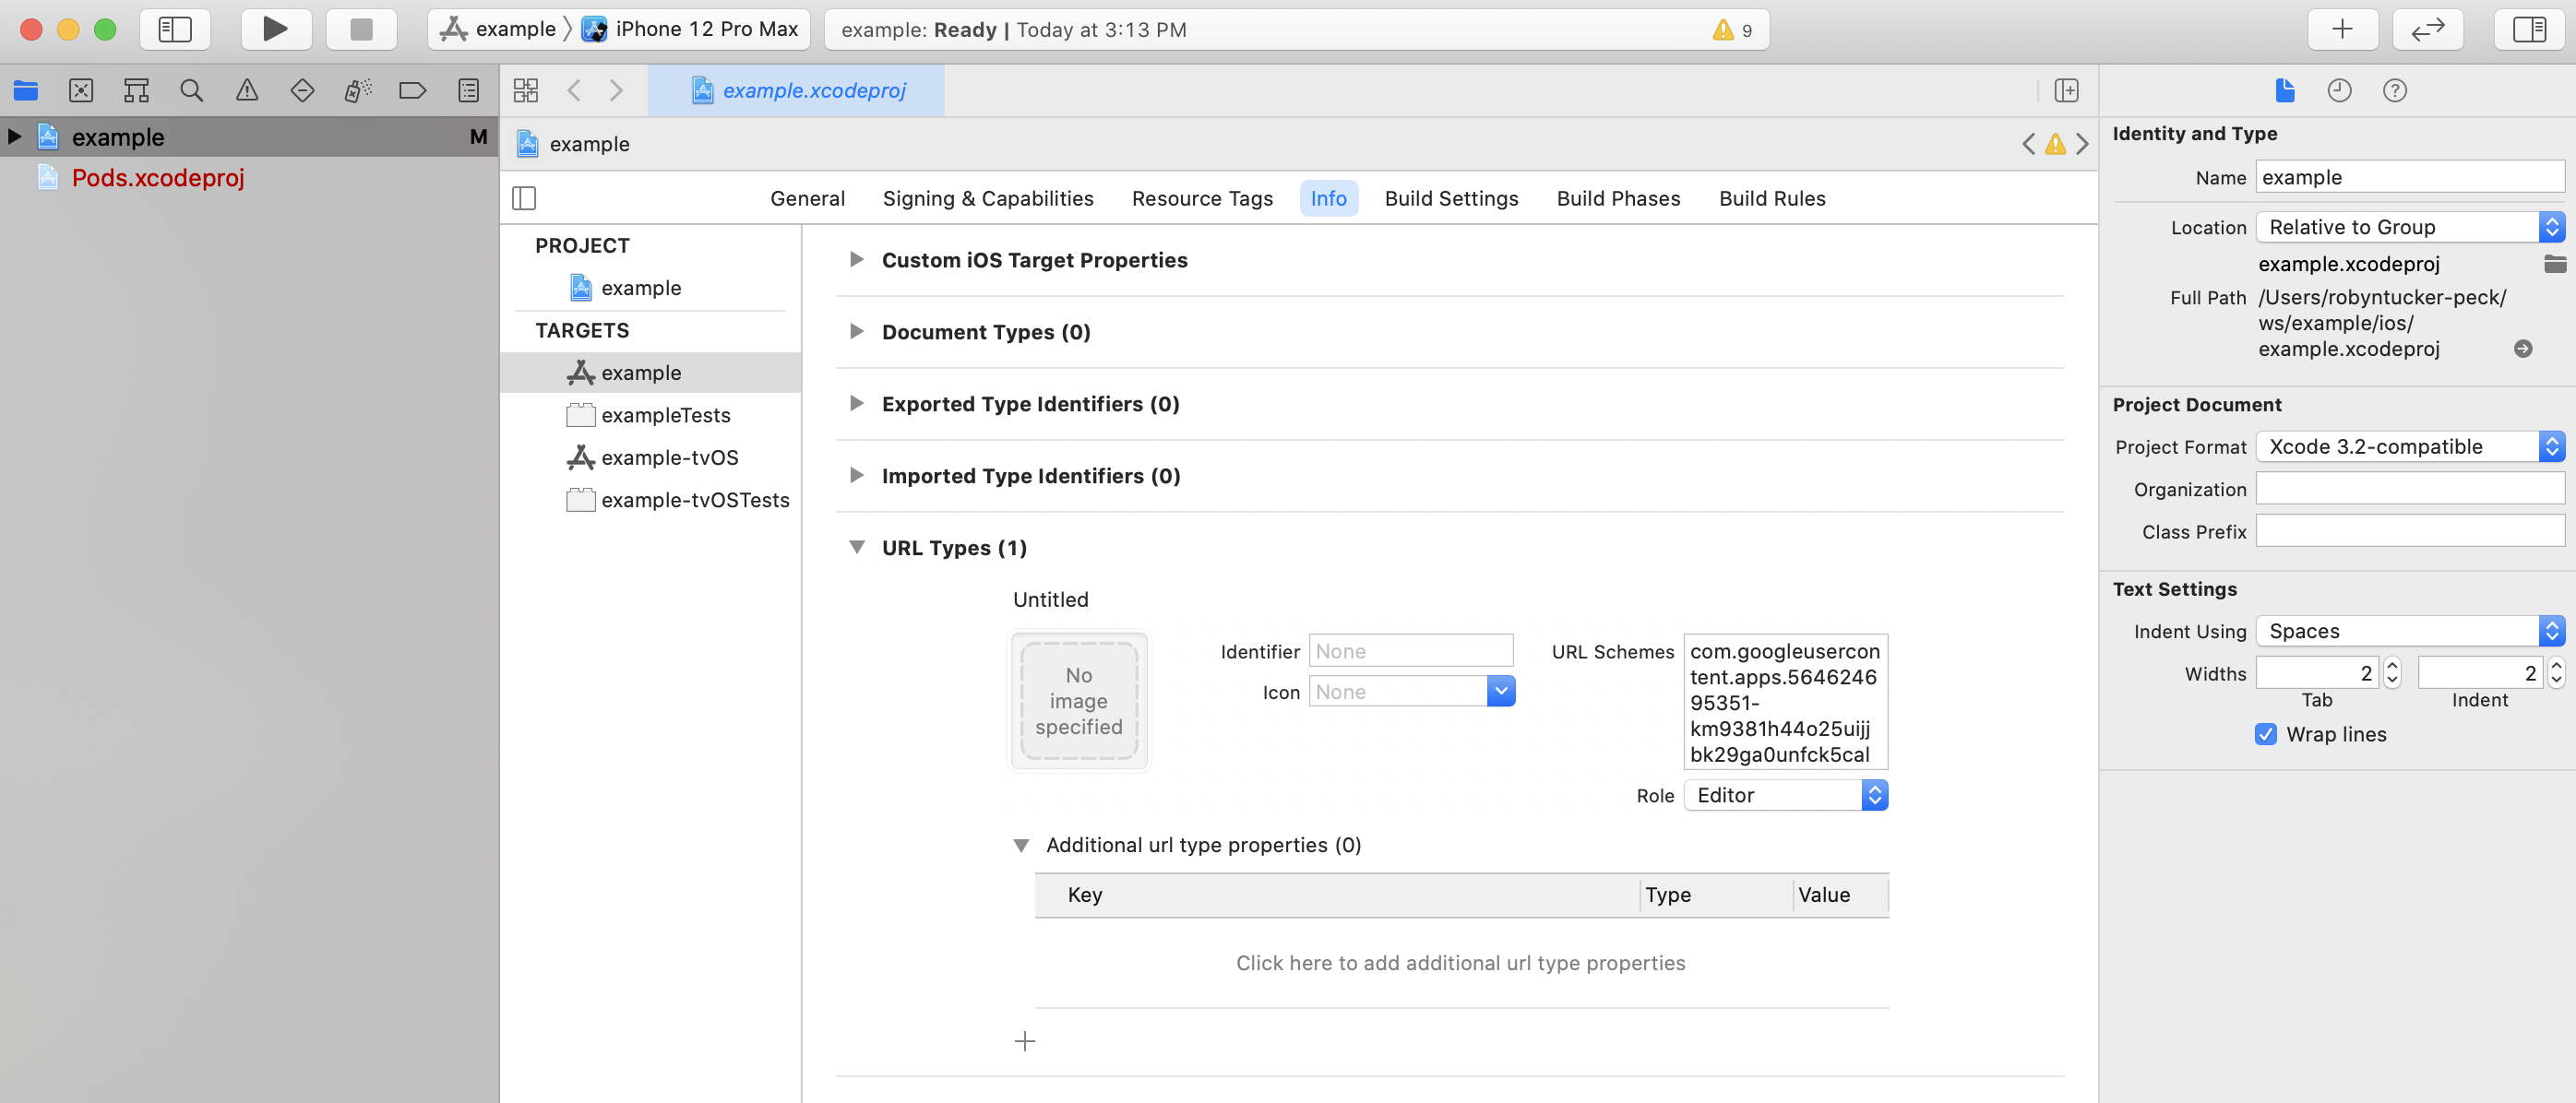 example
iPhone 12 Pro Max
example: Ready | Today at 3:13 PM
9
example.xcodeproj
example
M
Pods.xcodeproj
example
General
Signing & Capabilities
Resource Tags
Info
Build Settings
Build Phases
Build Rules
PROJECT
example
TARGETS
example
exampleTests
example-tvOS
example-tvOSTests
Custom iOS Target Properties
Document Types (0)
Exported Type Identifiers (0)
Imported Type Identifiers (0)
URL Types (1)
Untitled
No
image
specified
Identifier
None
Icon
None
URL Schemes
com.googleusercon
tent.apps.5646246
95351-
km9381h44o25uijj
bk29ga0unfck5cal
Role
Editor
Additional url type properties (0)
Key
Type
Value
Click here to add additional url type properties
Identity and Type
Name
example
Location
Relative to Group
example.xcodeproj
Full Path
/Users/robyntucker-peck/
ws/example/ios/
example.xcodeproj
Project Document
Project Format
Xcode 3.2-compatible
Organization
Class Prefix
Text Settings
Indent Using
Spaces
Widths
2
2
Tab
Indent
Wrap lines